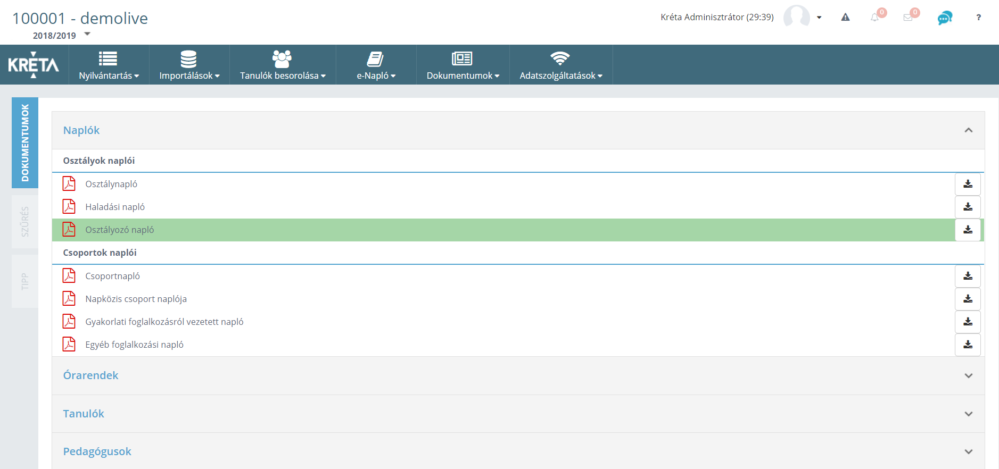 100001 - demolive
2018/2019
Kréta Adminisztrátor (29:39)
0
0
?
KRÉTA
Nyilvántartás
Importálások
Tanulók besorolása
e-Napló
Dokumentumok
Adatszolgáltatások
DOKUMENTUMOK
SZŰRÉS
TIPP
Naplók
Osztályok naplói
Osztálynapló
Haladási napló
Osztályozó napló
Csoportok naplói
Csoportnapló
Napközis csoport naplója
Gyakorlati foglalkozásról vezetett napló
Egyéb foglalkozási napló
Órarendek
Tanulók
Pedagógusok